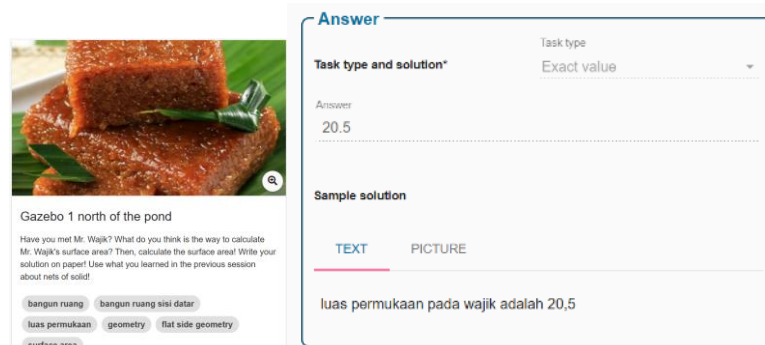 Gazebo 1 north of the pond
Have you met Mr. Wajik? What do you think is the way to calculate
Mr. Wajik's surface area? Then, calculate the surface area! Write your
solution on paper! Use what you learned in the previous session
about nets of solid!
bangun ruang bangun ruang sisi datar
luas permukaan geometry flat side geometry
surface area
Answer
Task type and solution*
Task type
Exact value
Answer
20.5
Sample solution
TEXT PICTURE
luas permukaan pada wajik adalah 20,5